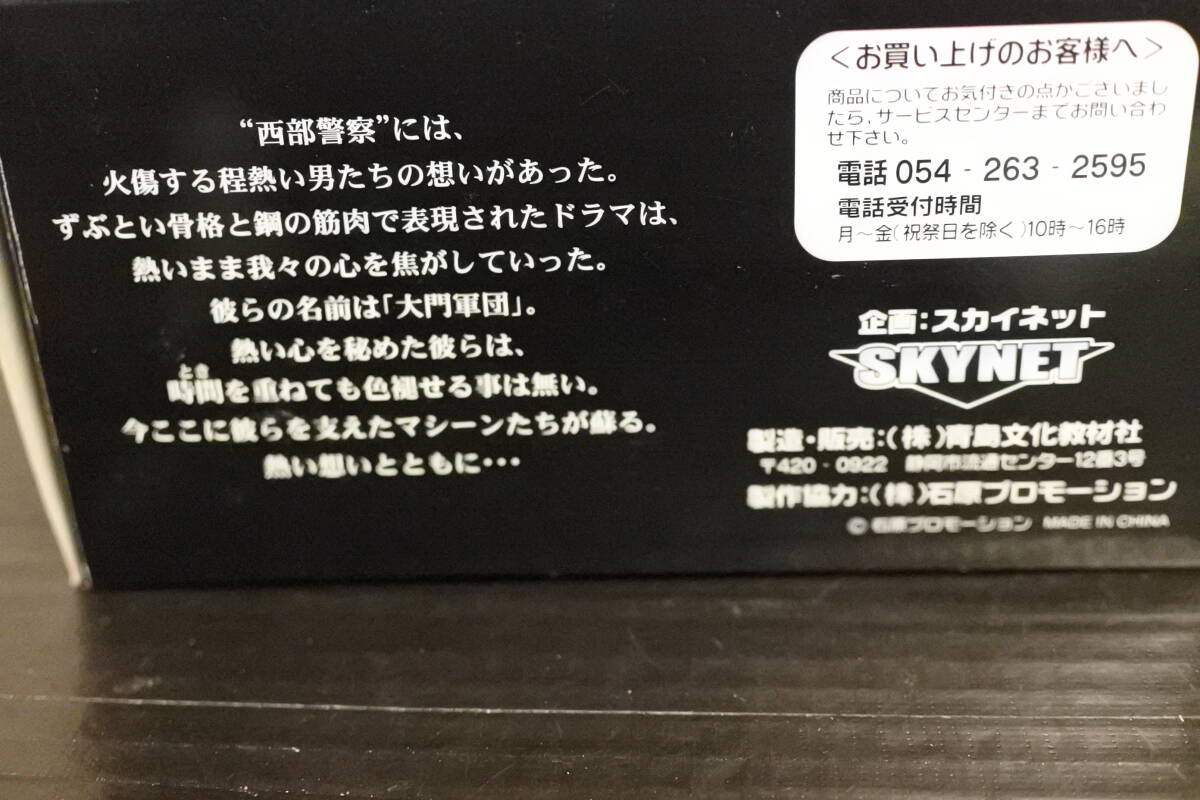 “西部警察”には、
火傷する程熱い男たちの想いがあった。
ずぶとい骨格と鋼の筋肉で表現されたドラマは、
熱いまま我々の心を焦がしていった。
彼らの名前は「大門軍団」。
熱い心を秘めた彼らは、
とき
時間を重ねても色褪せる事は無い。
今ここに彼らを支えたマシーンたちが蘇る。
熱い想いとともに・・・
＜お買い上げのお客様へ＞
商品についてお気付きの点がございまし
たら,サービスセンターまでお問い合わ
せ下さい。
電話 054 - 263 - 2595
電話受付時間
月～金(祝祭日を除く)10時～16時
企画:スカイネット
SKYNET
製造・販売:(株)青島文化教材社
〒420-0922 静岡市流通センター12番3号
製作協力:(株)石原プロモーション
©石原プロモーション MADE IN CHINA